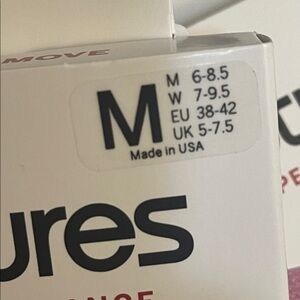 MOVE
M
M 6-8.5
W 7-9.5
EU 38-42
UK 5-7.5
Made in USA
ures